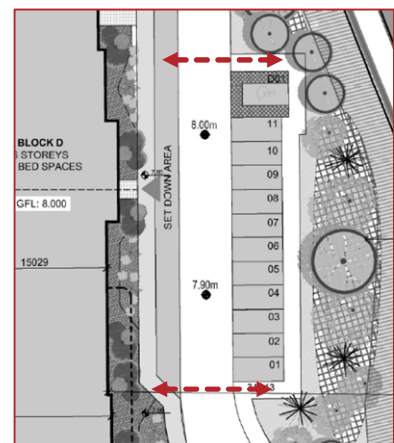 D01
8.00m
11
BLOCK D
STOREYS
BED SPACES
10
09
GFL: 8.000
08
SET DOWN AREA
07
06
15029
05
7.90m
04
03
02
01